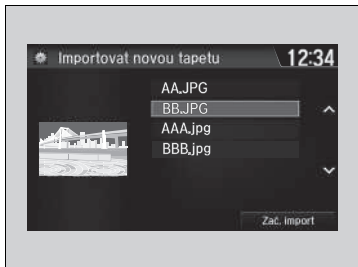 Importovat novou tapetu 12:34
AA.JPG
BB.JPG
AAA.jpg
BBB.jpg
Zač. import